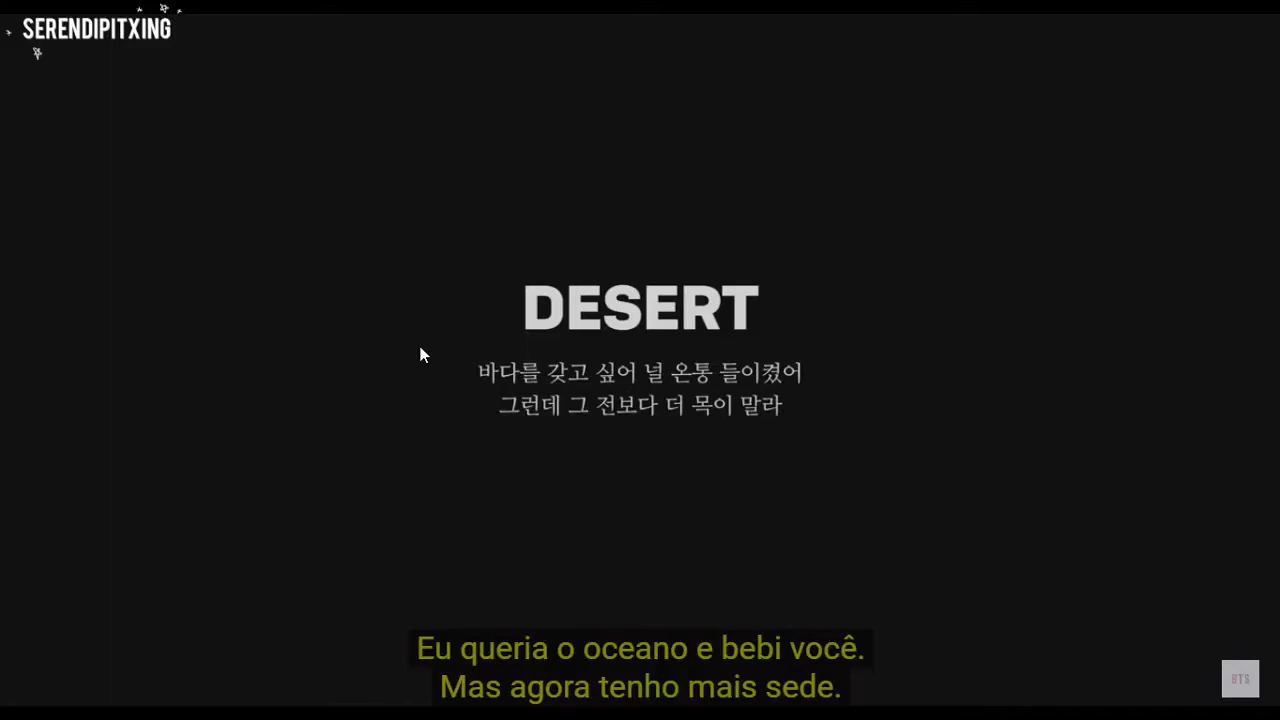 SERENDIPITXING
DESERT
바다를 갖고 싶어 널 온통 들이켰어
그런데 그 전보다 더 목이 말라
Eu queria o oceano e bebi você.
Mas agora tenho mais sede.
BTS